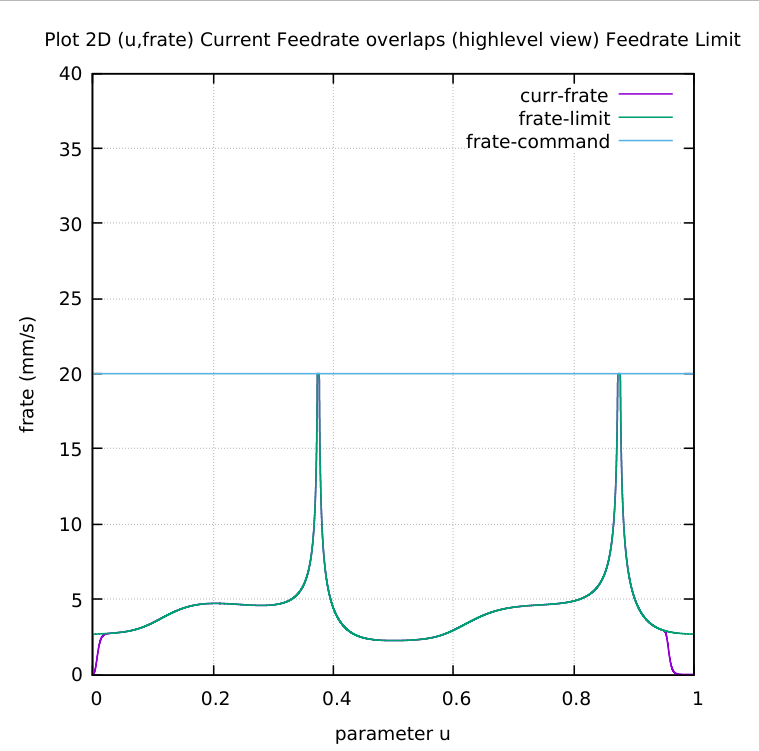 Plot 2D (u,frate) Current Feedrate overlaps (highlevel view) Feedrate Limit
curr-frate
frate-limit
frate-command
40
35
30
25
20
15
10
5
0
frate (mm/s)
0 0.2 0.4 0.6 0.8 1
parameter u